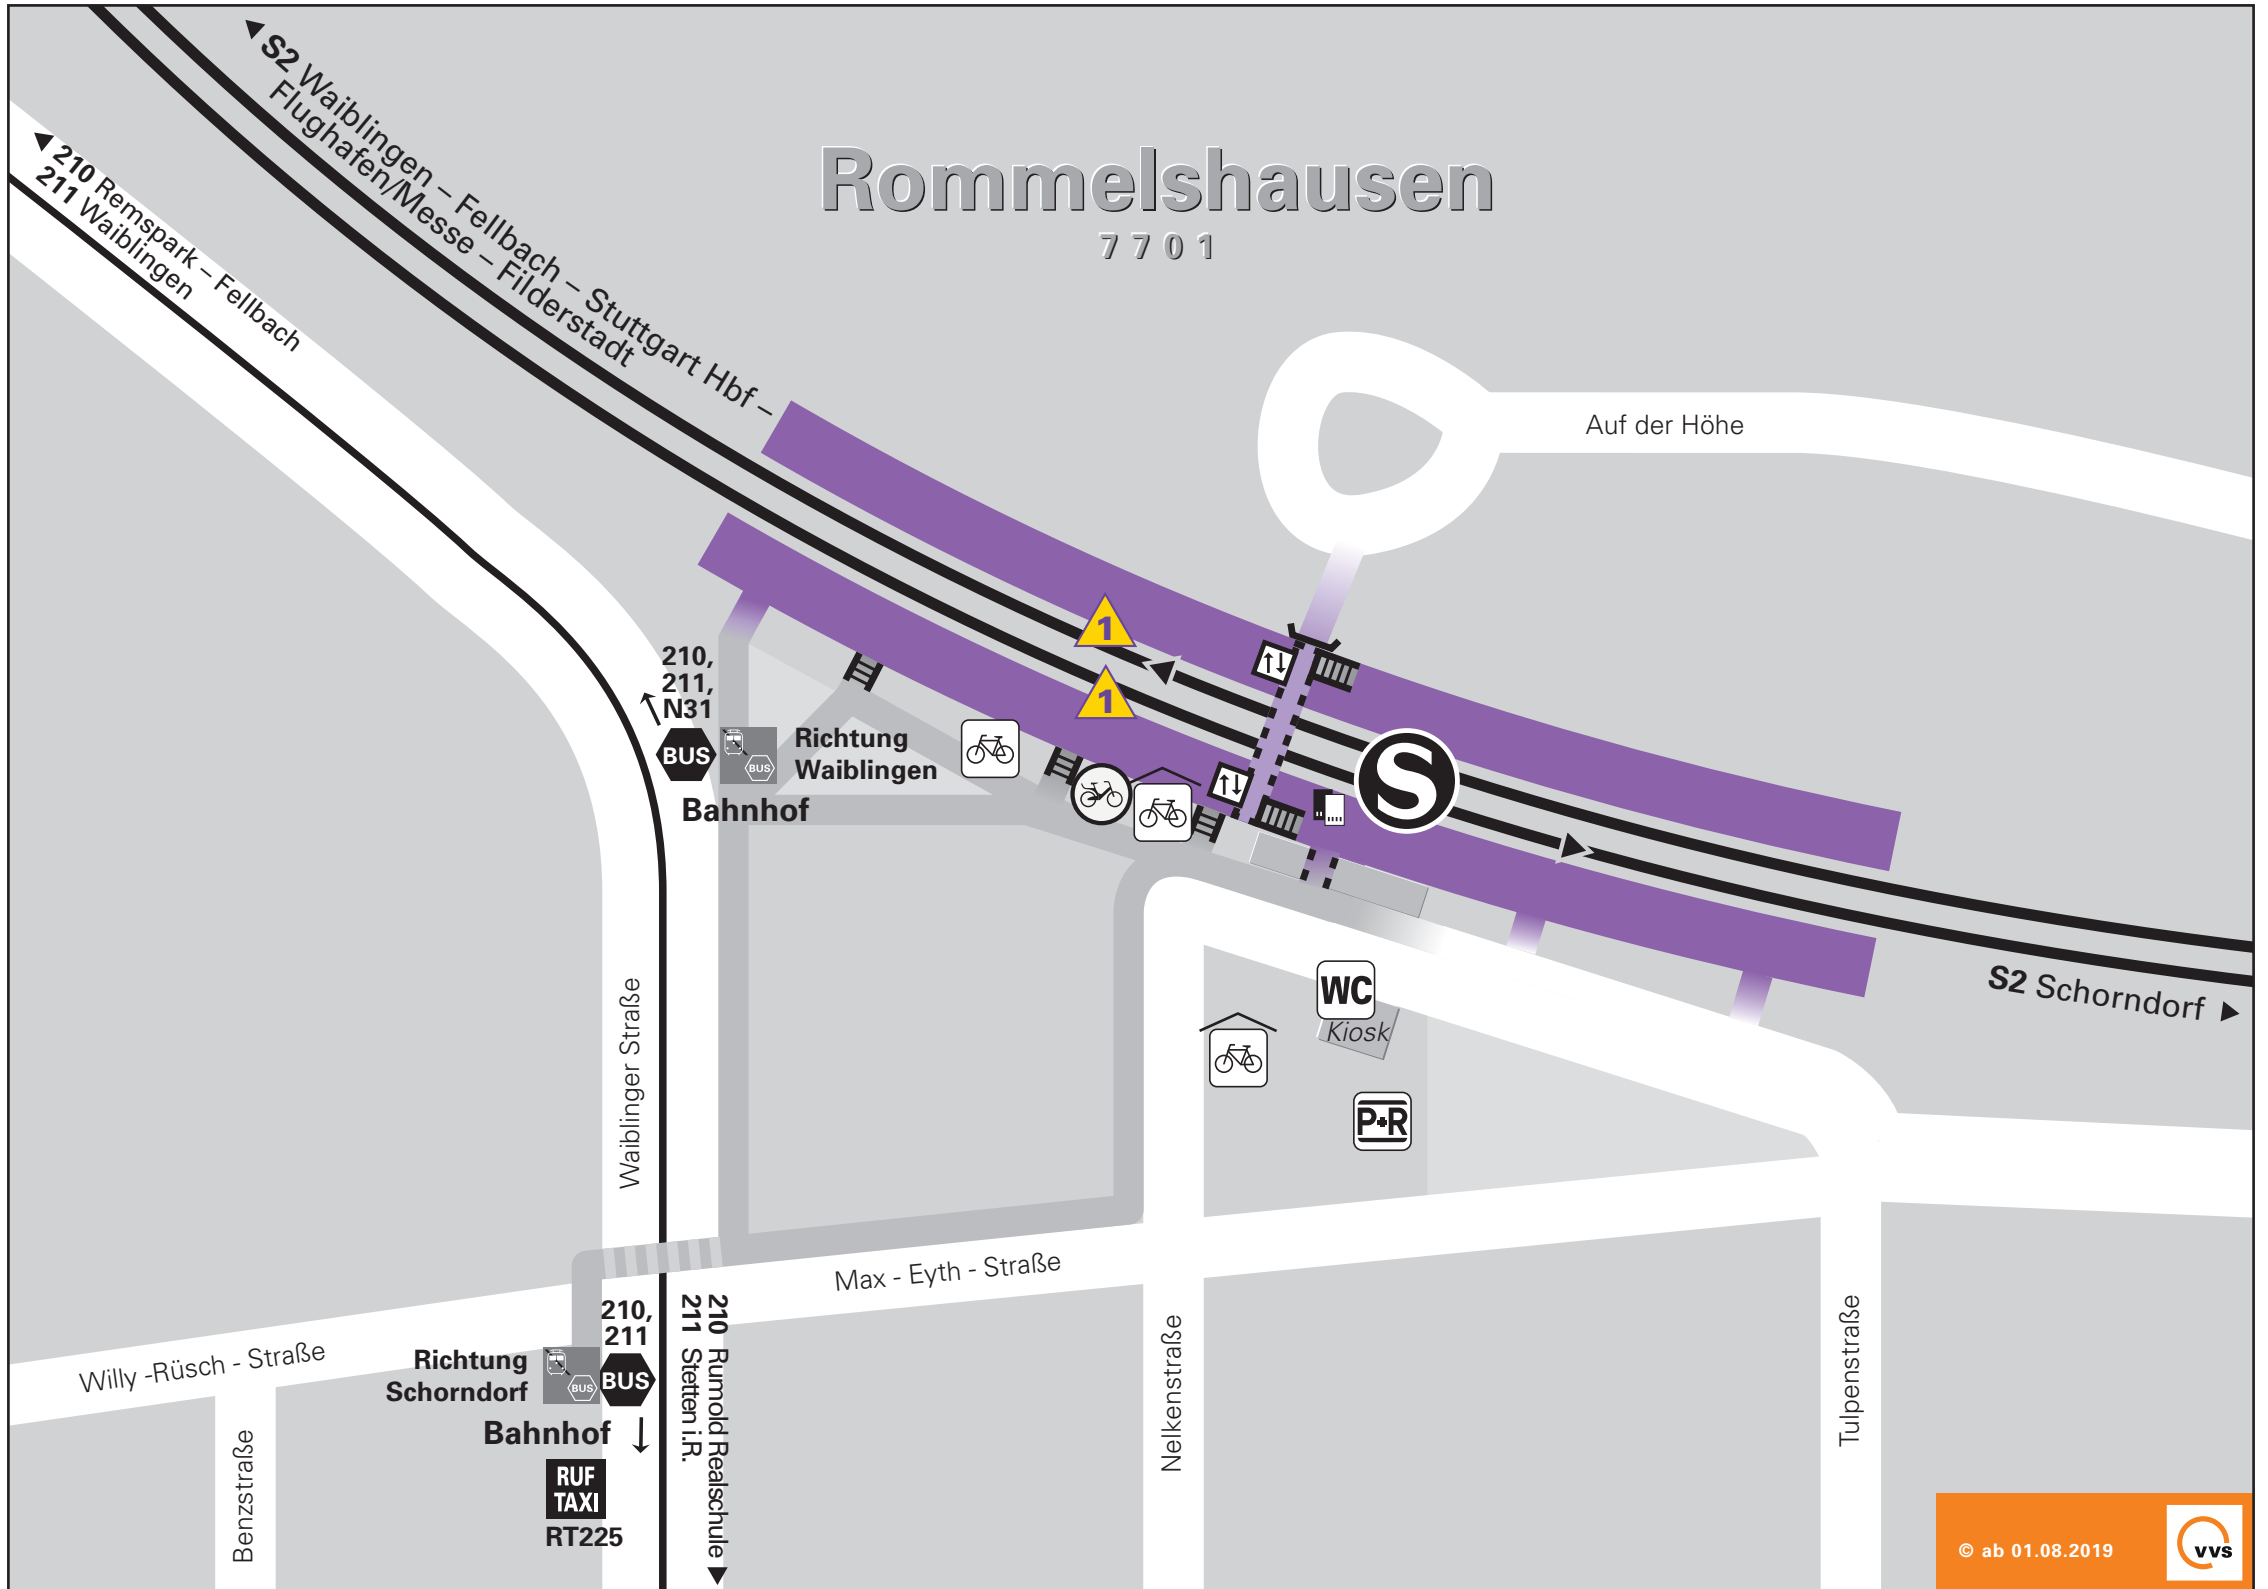 S2 Waiblingen – Fellbach – Stuttgart Hbf –
Flughafen/Messe – Filderstadt
210 Remspark – Fellbach
211 Waiblingen
Rommelshausen
7701
Auf der Höhe
1
1
210,
211,
N31
BUS
BUS
Richtung
Waiblingen
Bahnhof
S
S2 Schorndorf
WC
Kiosk
P+R
Waiblinger Straße
Max - Eyth - Straße
Willy -Rüsch - Straße
Benzstraße
Nelkenstraße
Tulpenstraße
210,
211
Richtung
Schorndorf
BUS
BUS
Bahnhof
RUF
TAXI
RT225
210 Rumold Realschule
211 Stetten i.R.
© ab 01.08.2019
VVS